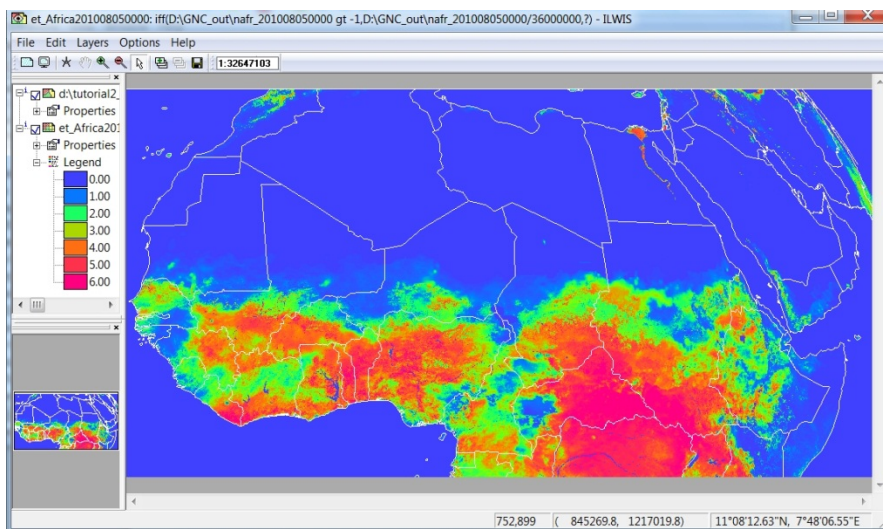 et_Africa201008050000: iff(D:\GNC_out\nafr_201008050000 gt -1,D:\GNC_out\nafr_201008050000/36000000,?) - ILWIS
File Edit Layers Options Help
1:32647103
d:\tutorial2_
Properties
et_Africa201
Properties
Legend
0.00
1.00
2.00
3.00
4.00
5.00
6.00
752,899 ( 845269.8, 1217019.8) 11°08'12.63"N, 7°48'06.55"E